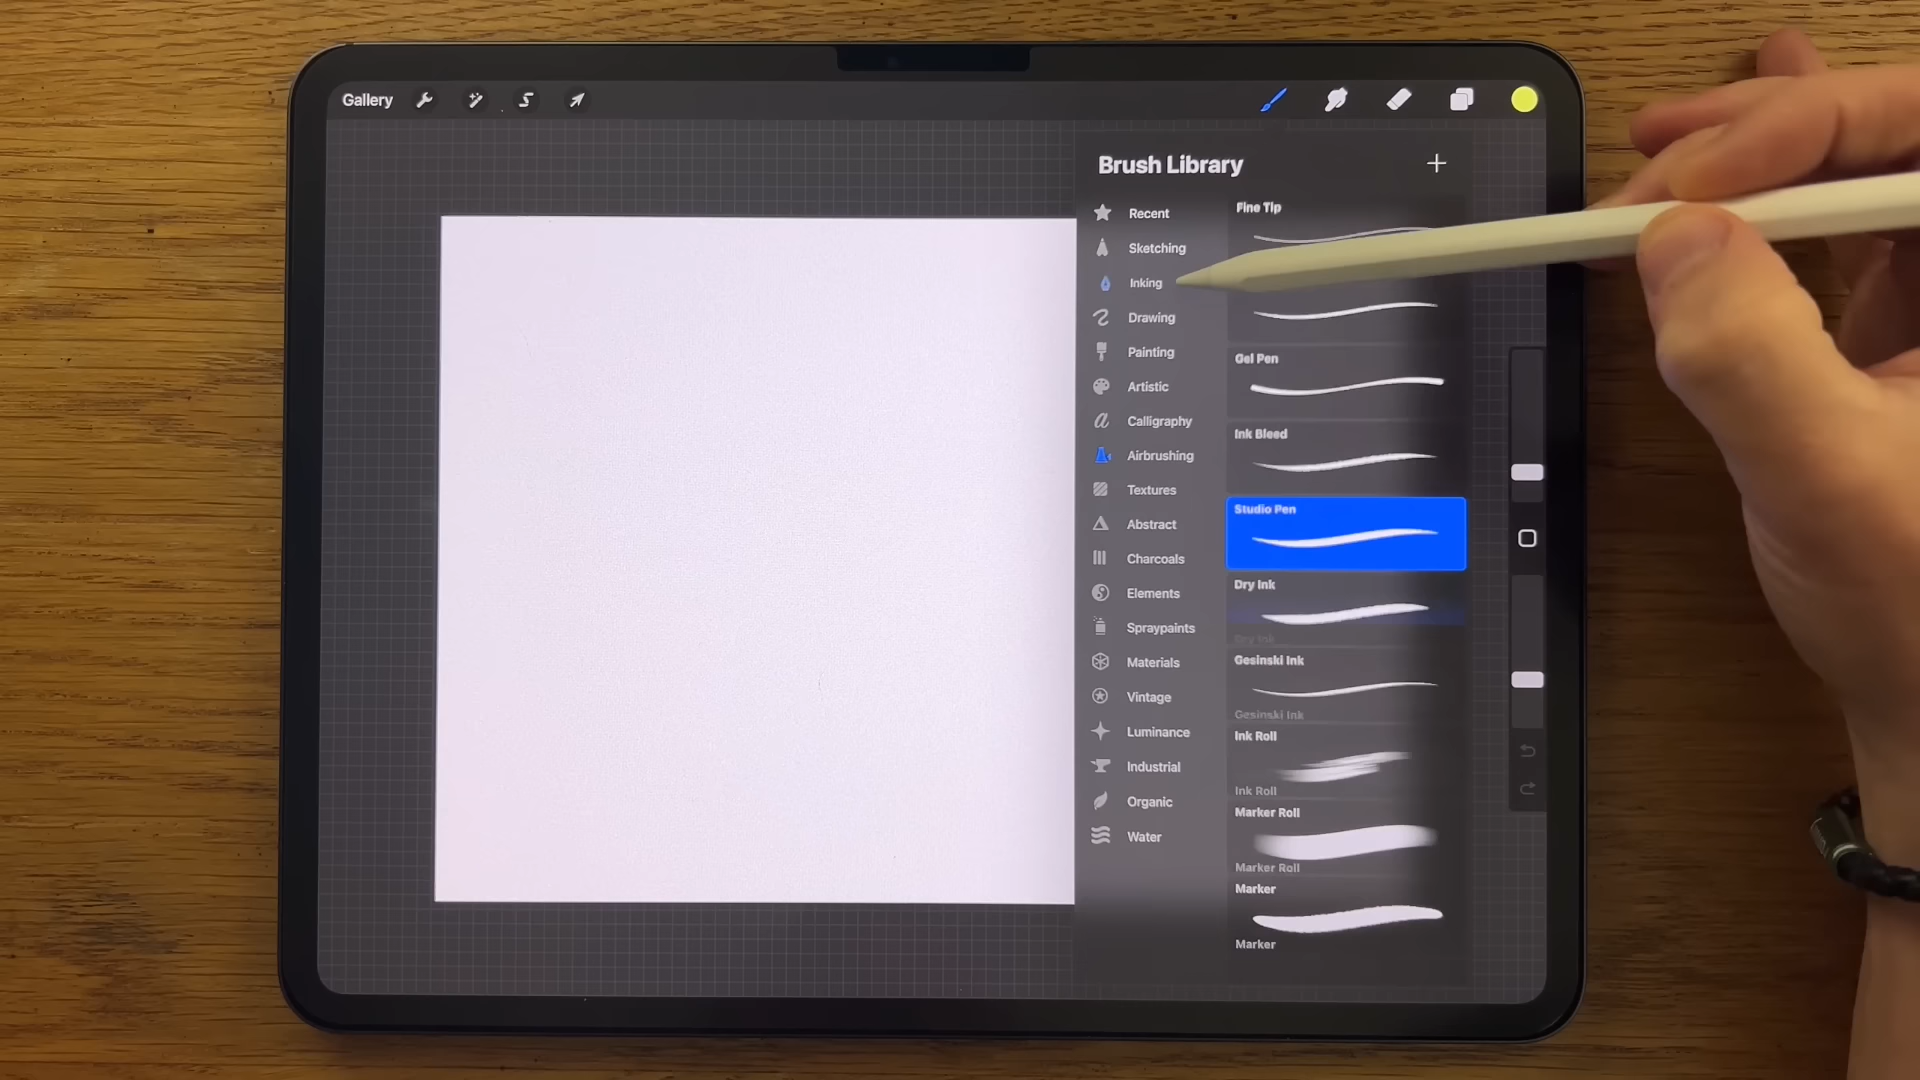 Gallery
Brush Library
Recent
Sketching
Inking
Drawing
Painting
Artistic
Calligraphy
Airbrushing
Textures
Abstract
Charcoals
Elements
Spraypaints
Materials
Vintage
Luminance
Industrial
Organic
Water
Fine Tip
Gel Pen
Ink Bleed
Studio Pen
Dry Ink
Dry Ink
Gesinski Ink
Gesinski Ink
Ink Roll
Ink Roll
Marker Roll
Marker Roll
Marker
Marker